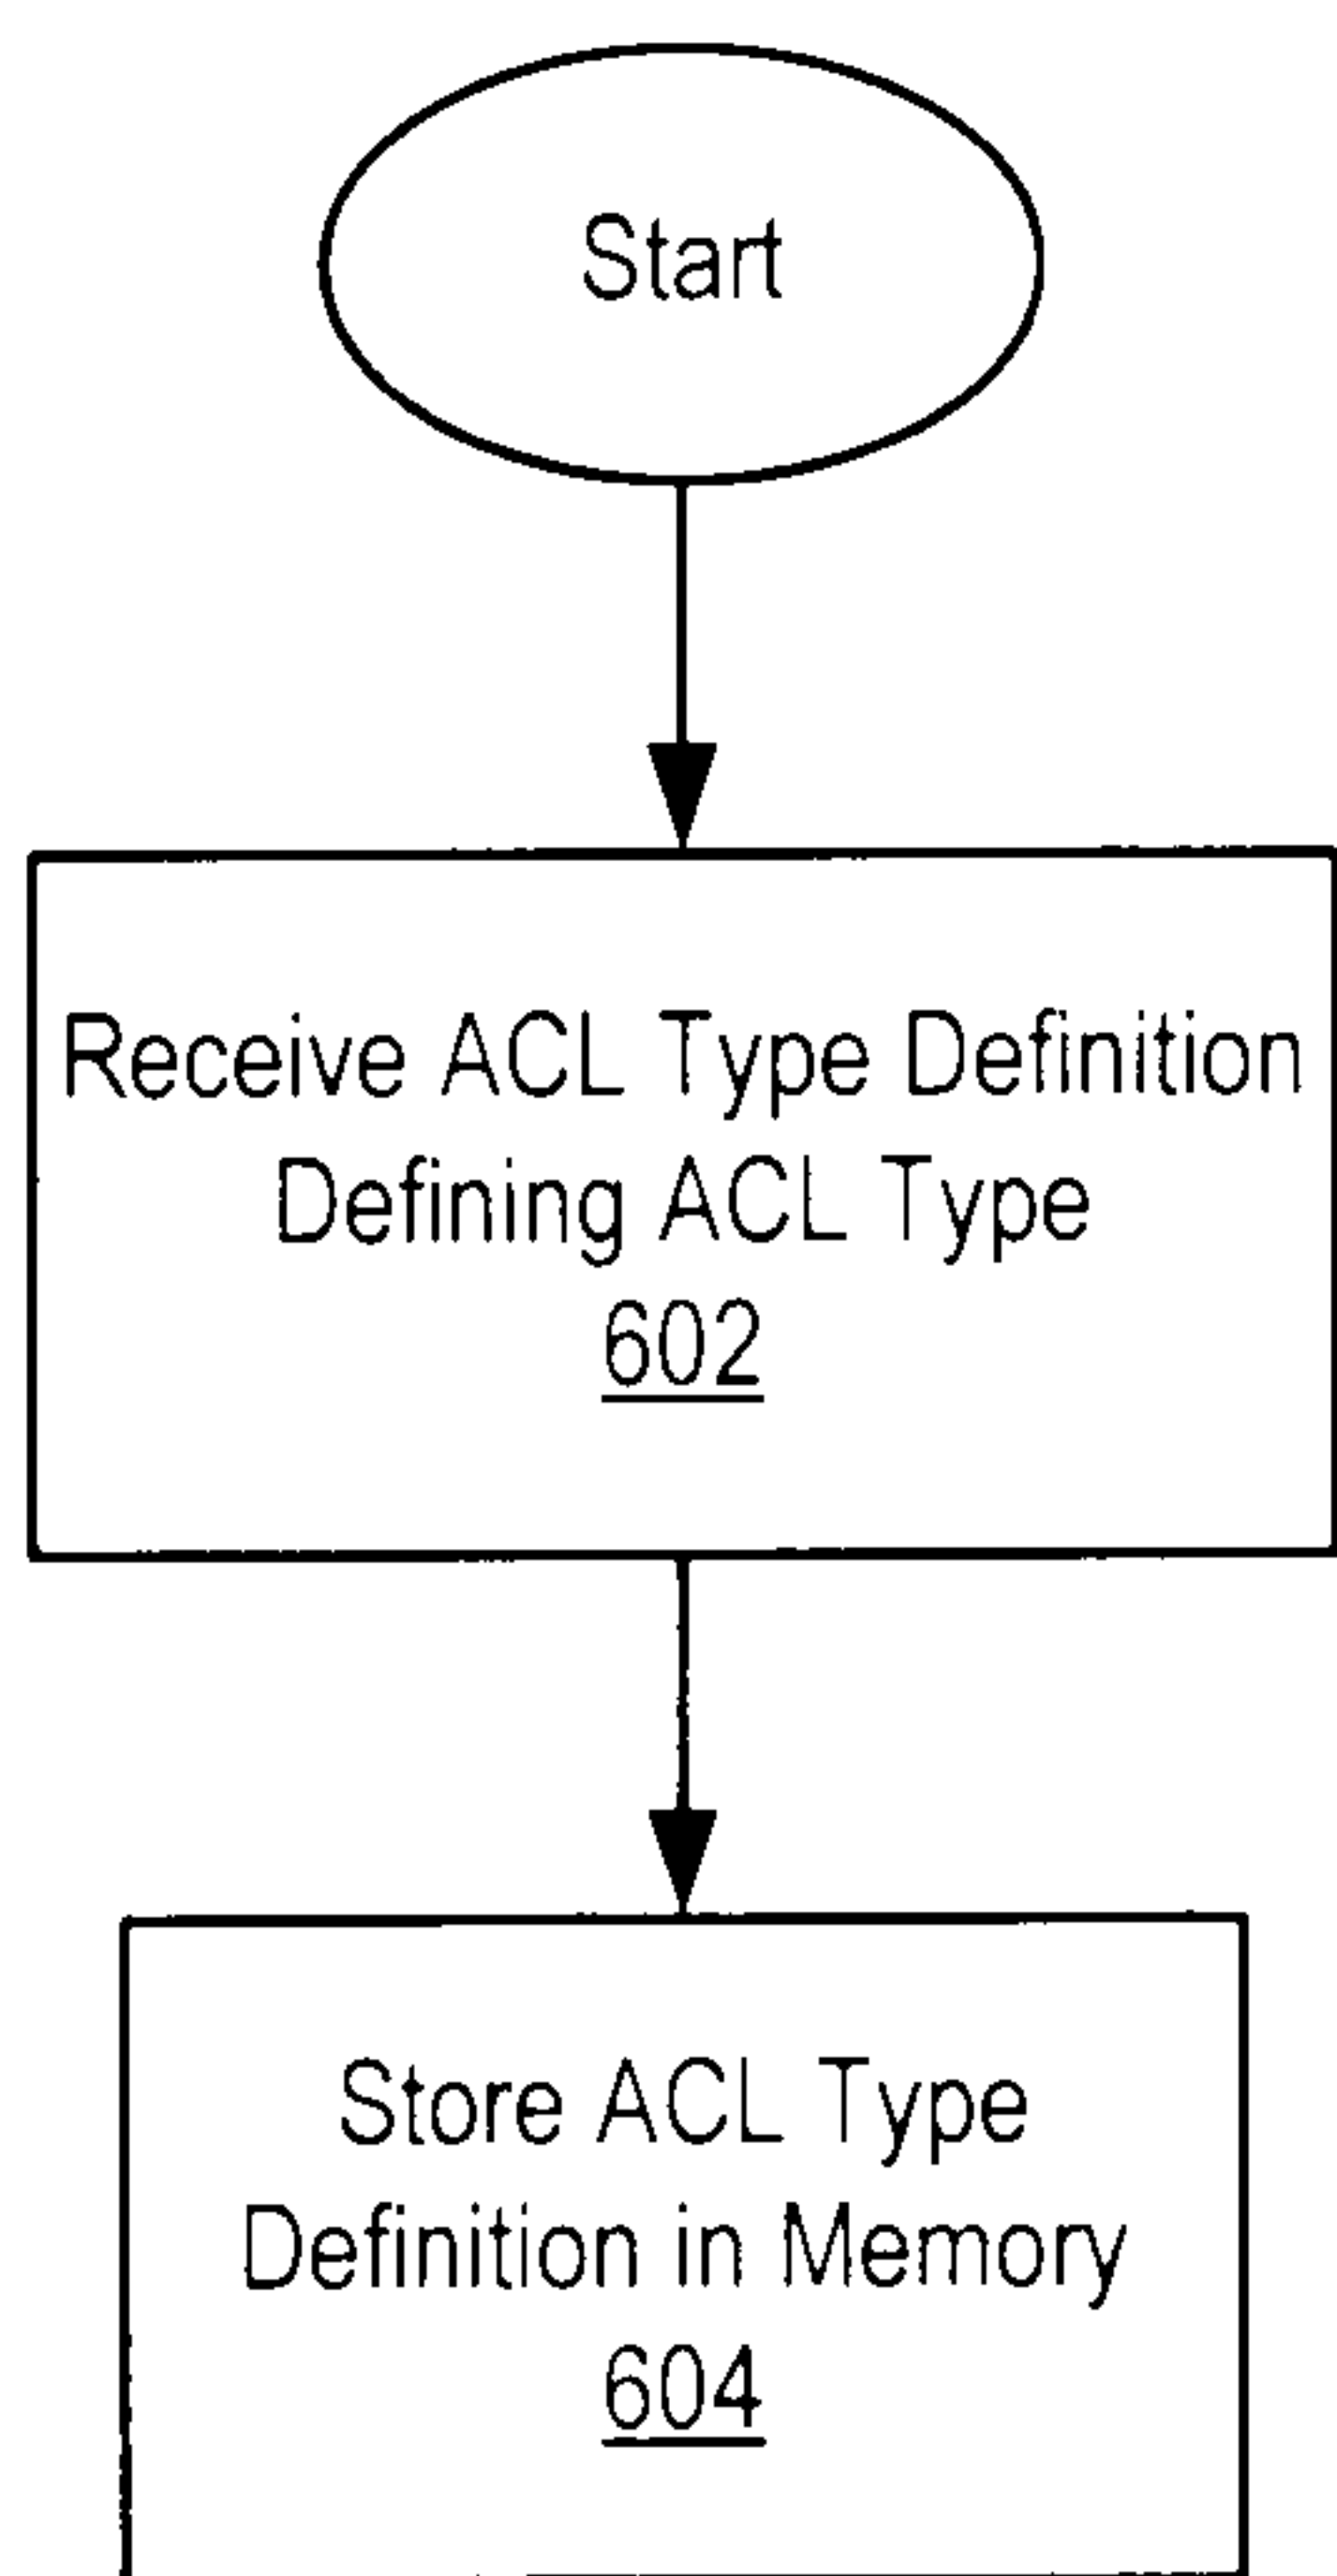 Start
Receive ACL Type Definition
Defining ACL Type
602
Store ACL Type
Definition in Memory
604